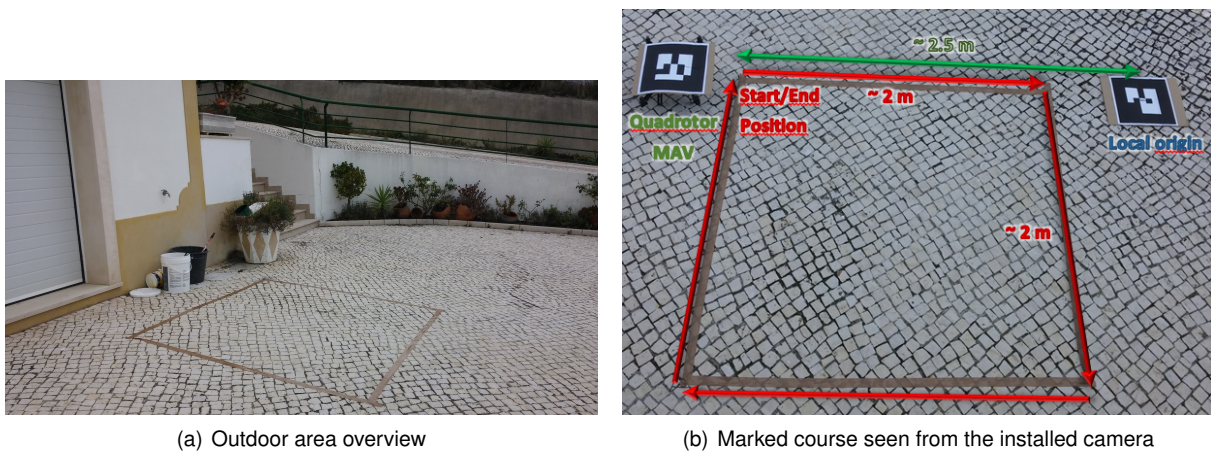 ~ 2.5 m
Start/End
Position
~ 2 m
Quadrotor
MAV
Local origin
~ 2 m
(a) Outdoor area overview
(b) Marked course seen from the installed camera